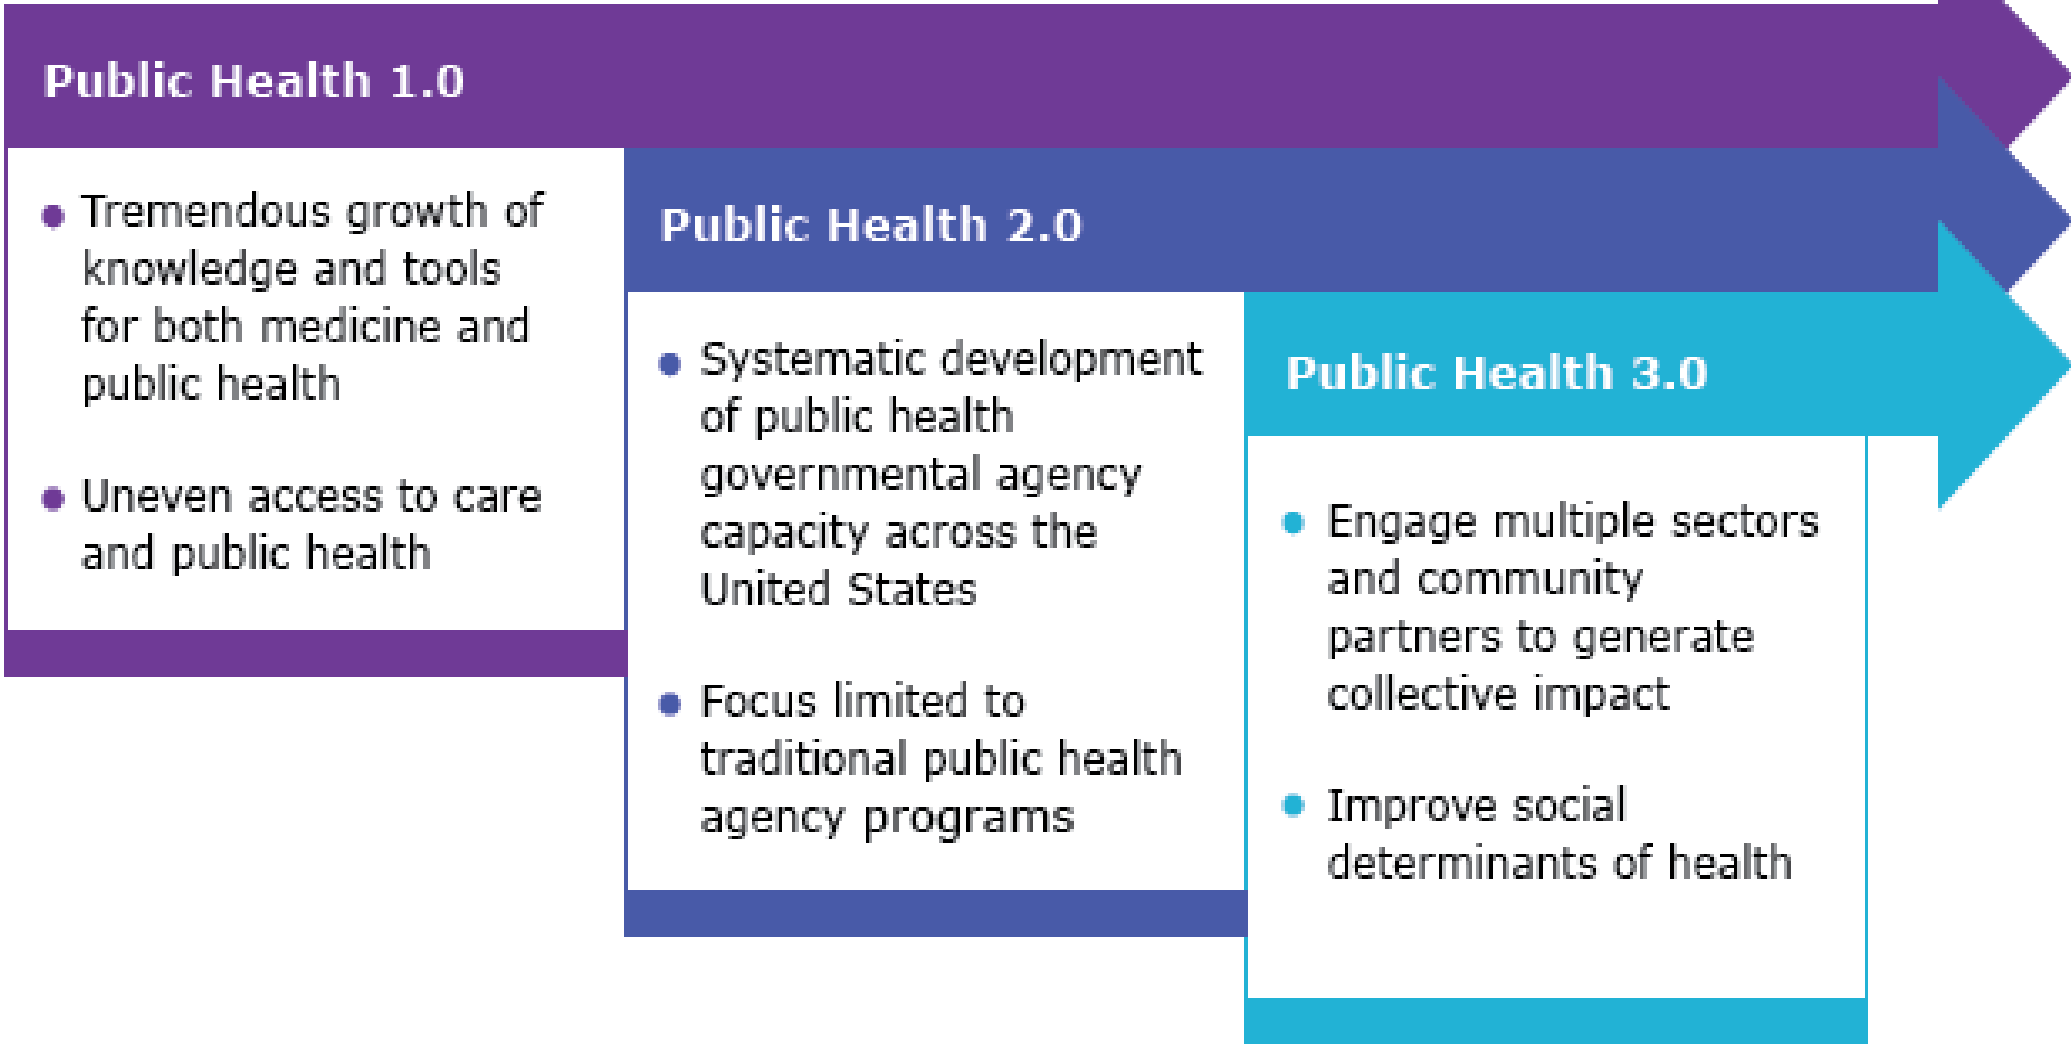 Public Health 1.0
Tremendous growth of
knowledge and tools
for both medicine and
public health
Uneven access to care
and public health
Public Health 2.0
Systematic development
of public health
governmental agency
capacity across the
United States
Focus limited to
traditional public health
agency programs
Public Health 3.0
Engage multiple sectors
and community
partners to generate
collective impact
Improve social
determinants of health